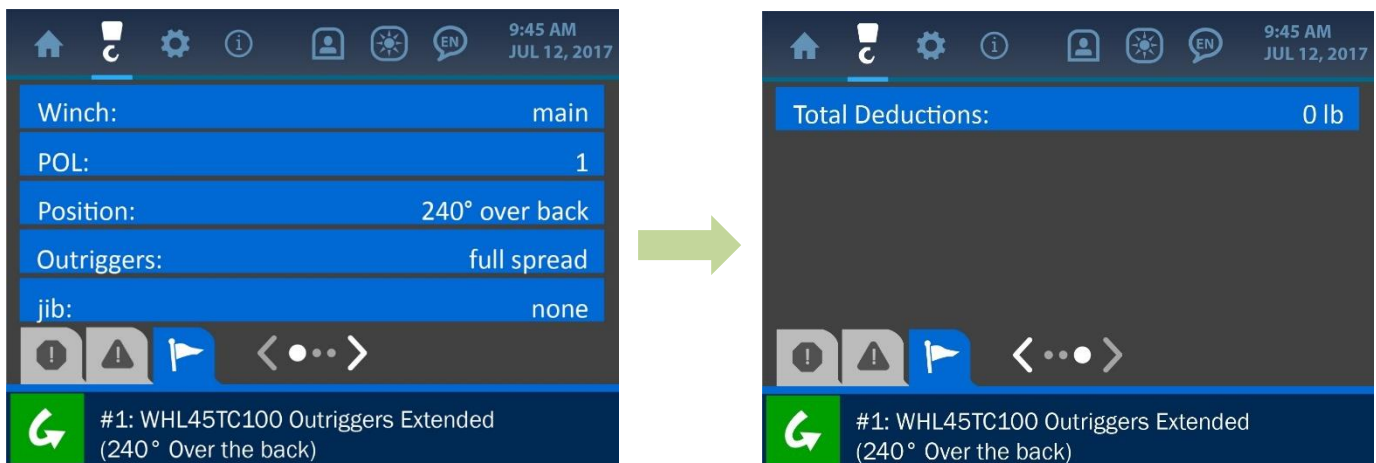 EN
9:45 AM
JUL 12, 2017
Winch: main
POL: 1
Position: 240° over back
Outriggers: full spread
jib: none
#1: WHL45TC100 Outriggers Extended
(240° Over the back)
EN
9:45 AM
JUL 12, 2017
Total Deductions: 0 lb
#1: WHL45TC100 Outriggers Extended
(240° Over the back)